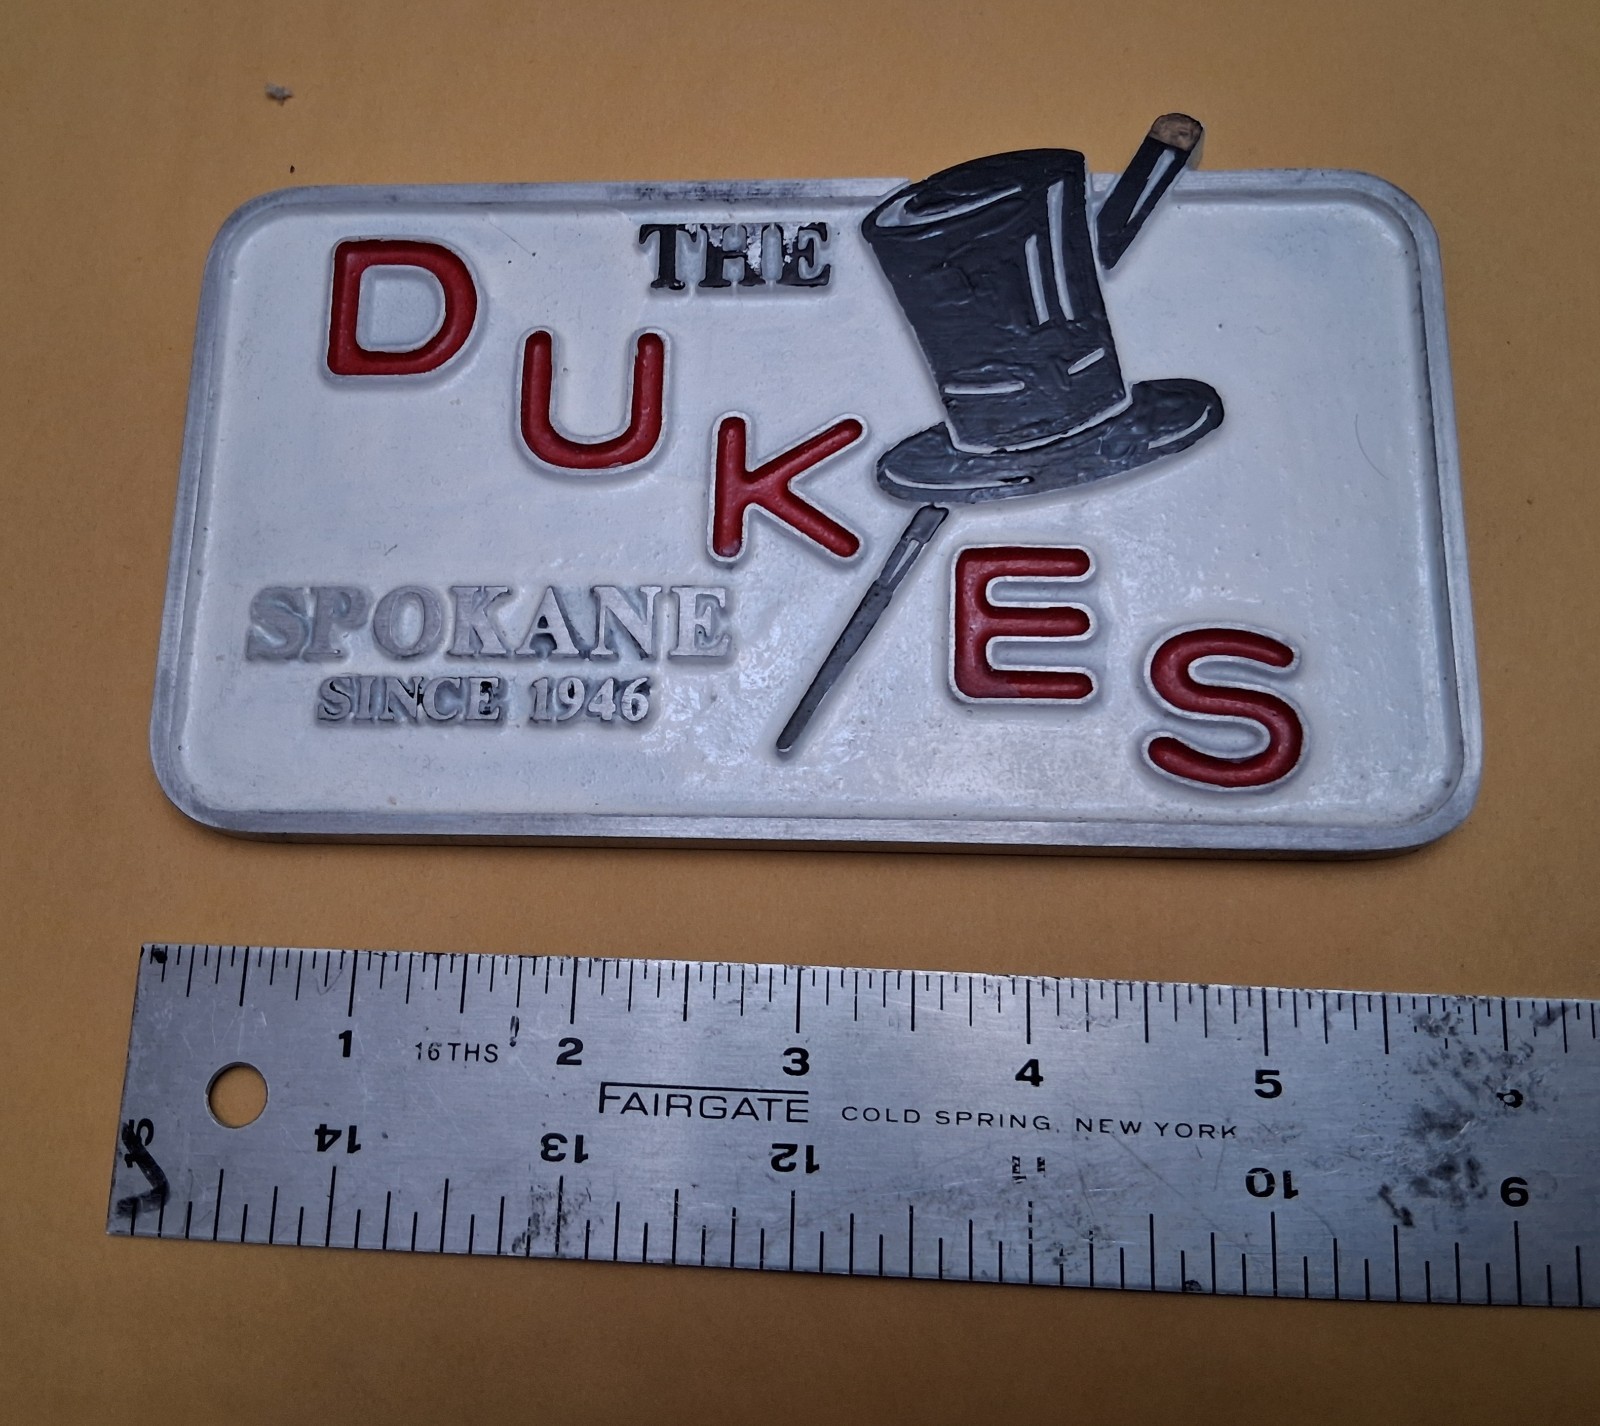 THE
DUKES
SPOKANE
SINCE 1946
1 16THS 2 3 4 5
FAIRGATE COLD SPRING, NEW YORK
14 13 12 10 9